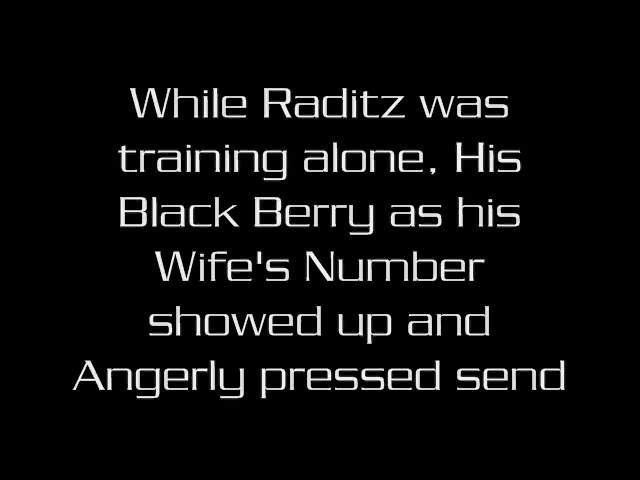 While Raditz was
training alone, His
Black Berry as his
Wife's Number
showed up and
Angerly pressed send